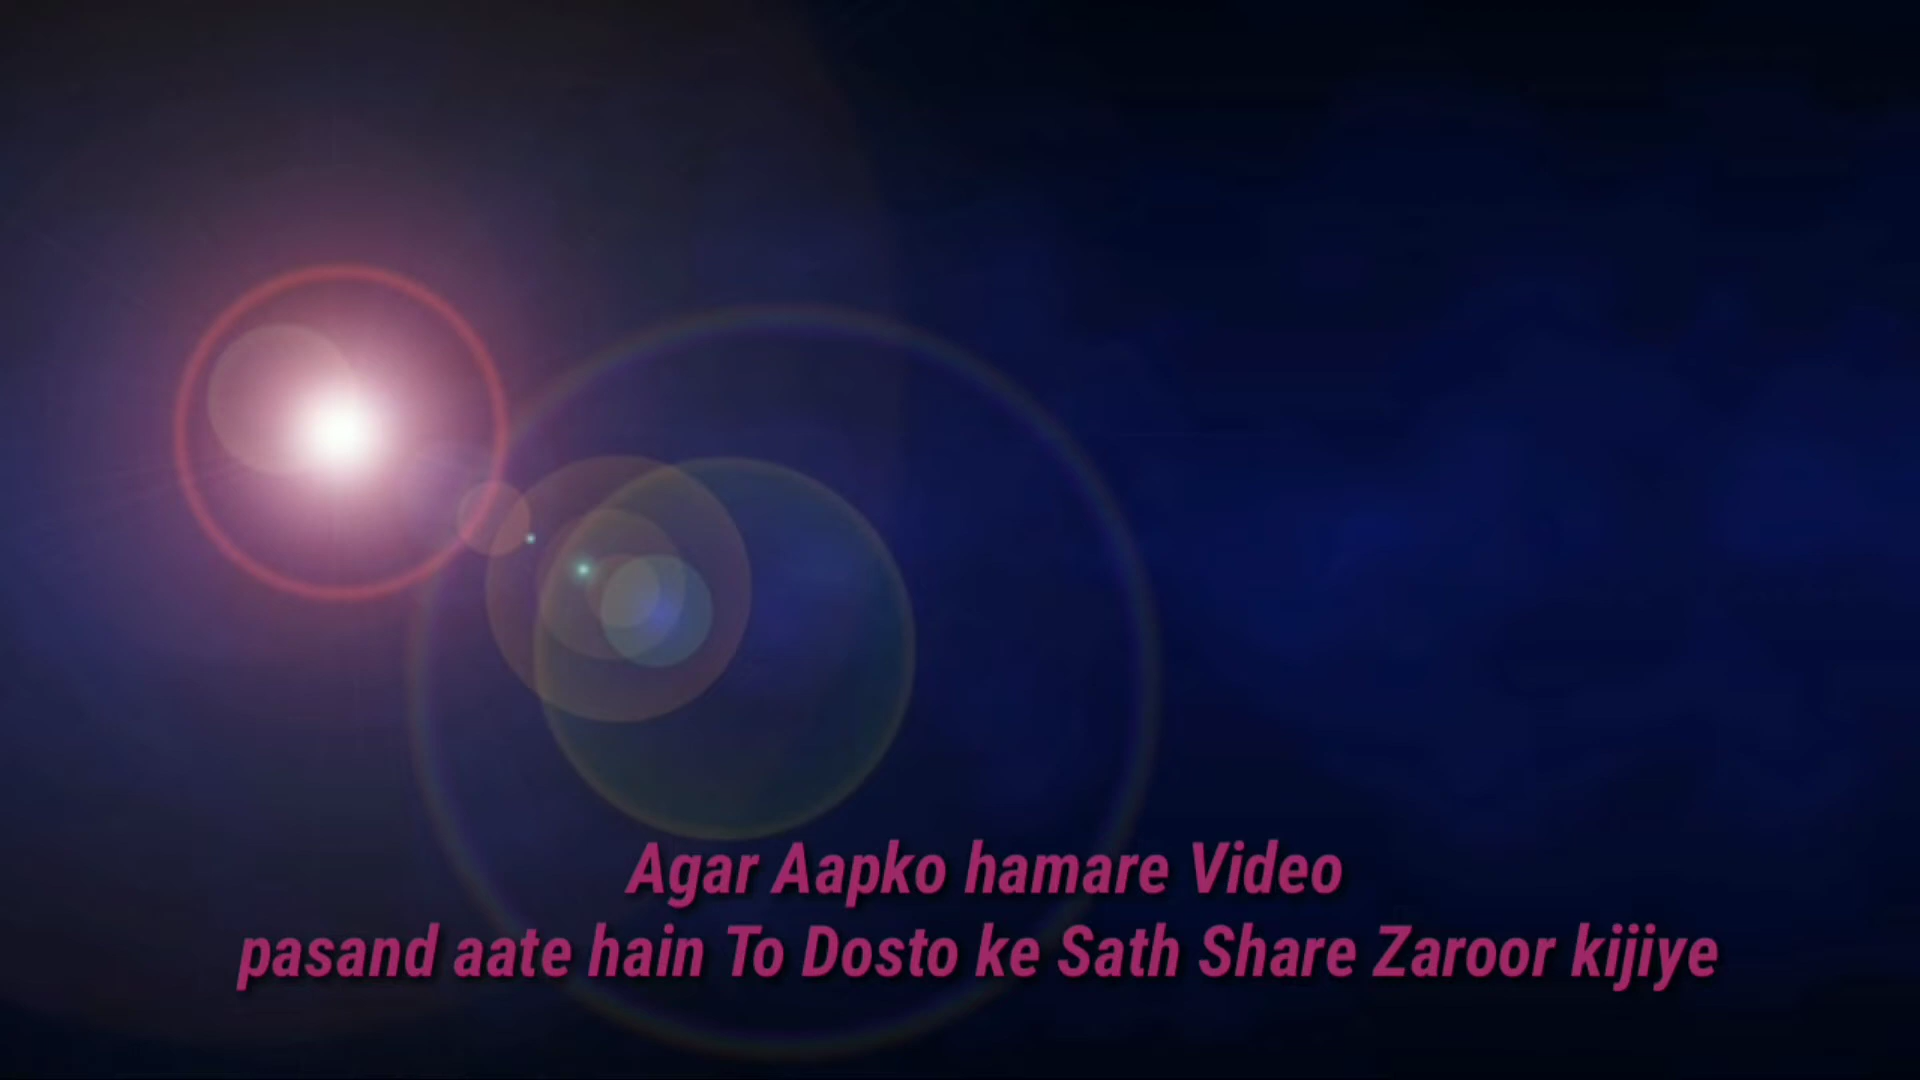 Agar Aapko hamare Video
pasand aate hain To Dosto ke Sath Share Zaroor kijiye